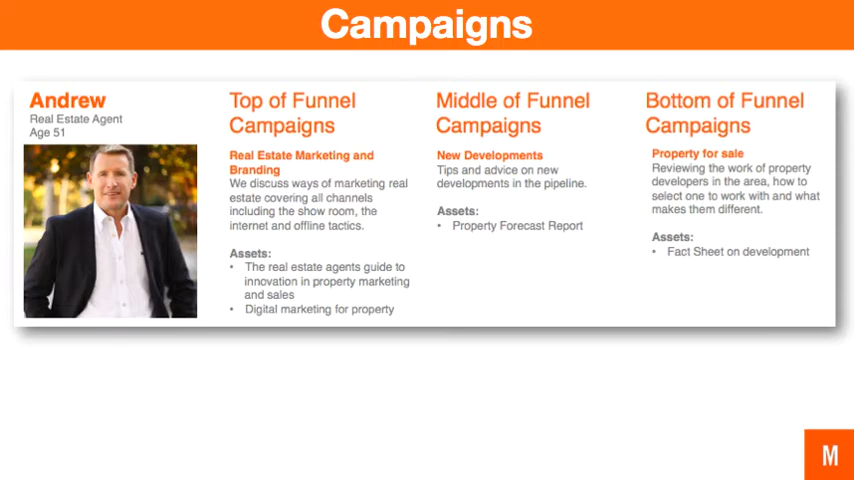 Campaigns
Andrew
Real Estate Agent
Age 51
Top of Funnel
Campaigns
Real Estate Marketing and
Branding
We discuss ways of marketing real
estate covering all channels
including the show room, the
internet and offline tactics.
Assets:
• The real estate agents guide to
innovation in property marketing
and sales
• Digital marketing for property
Middle of Funnel
Campaigns
New Developments
Tips and advice on new
developments in the pipeline.
Assets:
• Property Forecast Report
Bottom of Funnel
Campaigns
Property for sale
Reviewing the work of property
developers in the area, how to
select one to work with and what
makes them different.
Assets:
• Fact Sheet on development
M